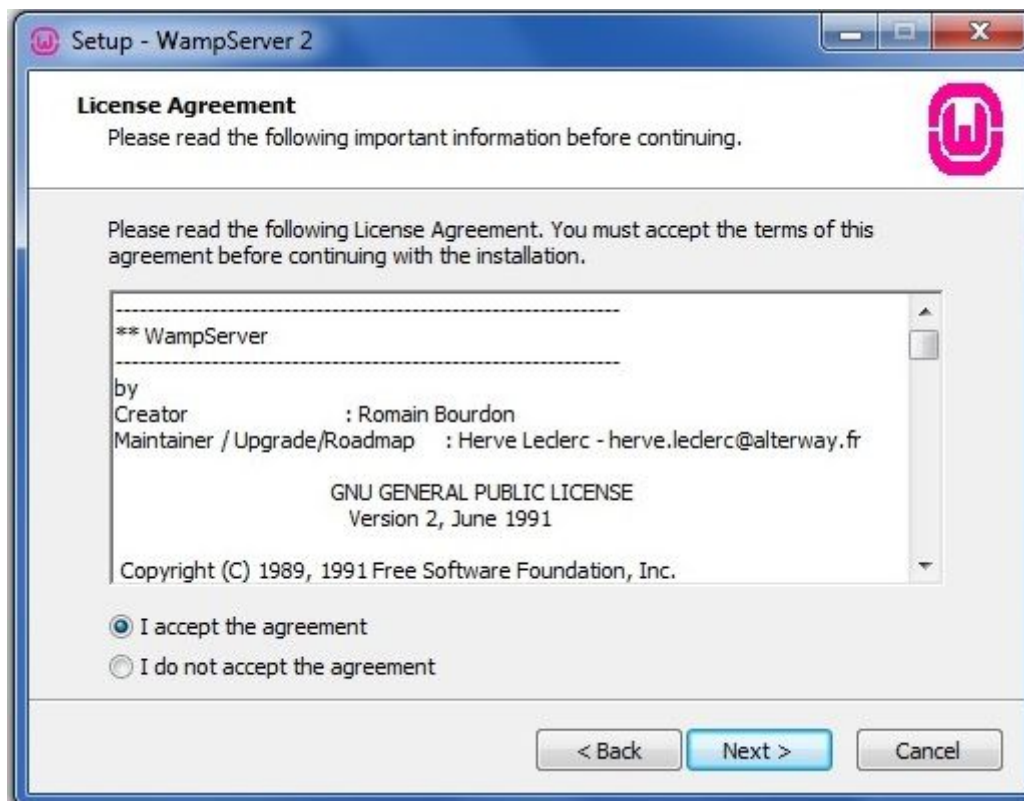 Setup - WampServer 2
License Agreement
Please read the following important information before continuing.
Please read the following License Agreement. You must accept the terms of this
agreement before continuing with the installation.
---------------------------------------------------------------
** WampServer
---------------------------------------------------------------
by
Creator : Romain Bourdon
Maintainer / Upgrade/Roadmap : Herve Leclerc - herve.leclerc@alterway.fr
GNU GENERAL PUBLIC LICENSE
Version 2, June 1991
Copyright (C) 1989, 1991 Free Software Foundation, Inc.
I accept the agreement
I do not accept the agreement
< Back Next > Cancel